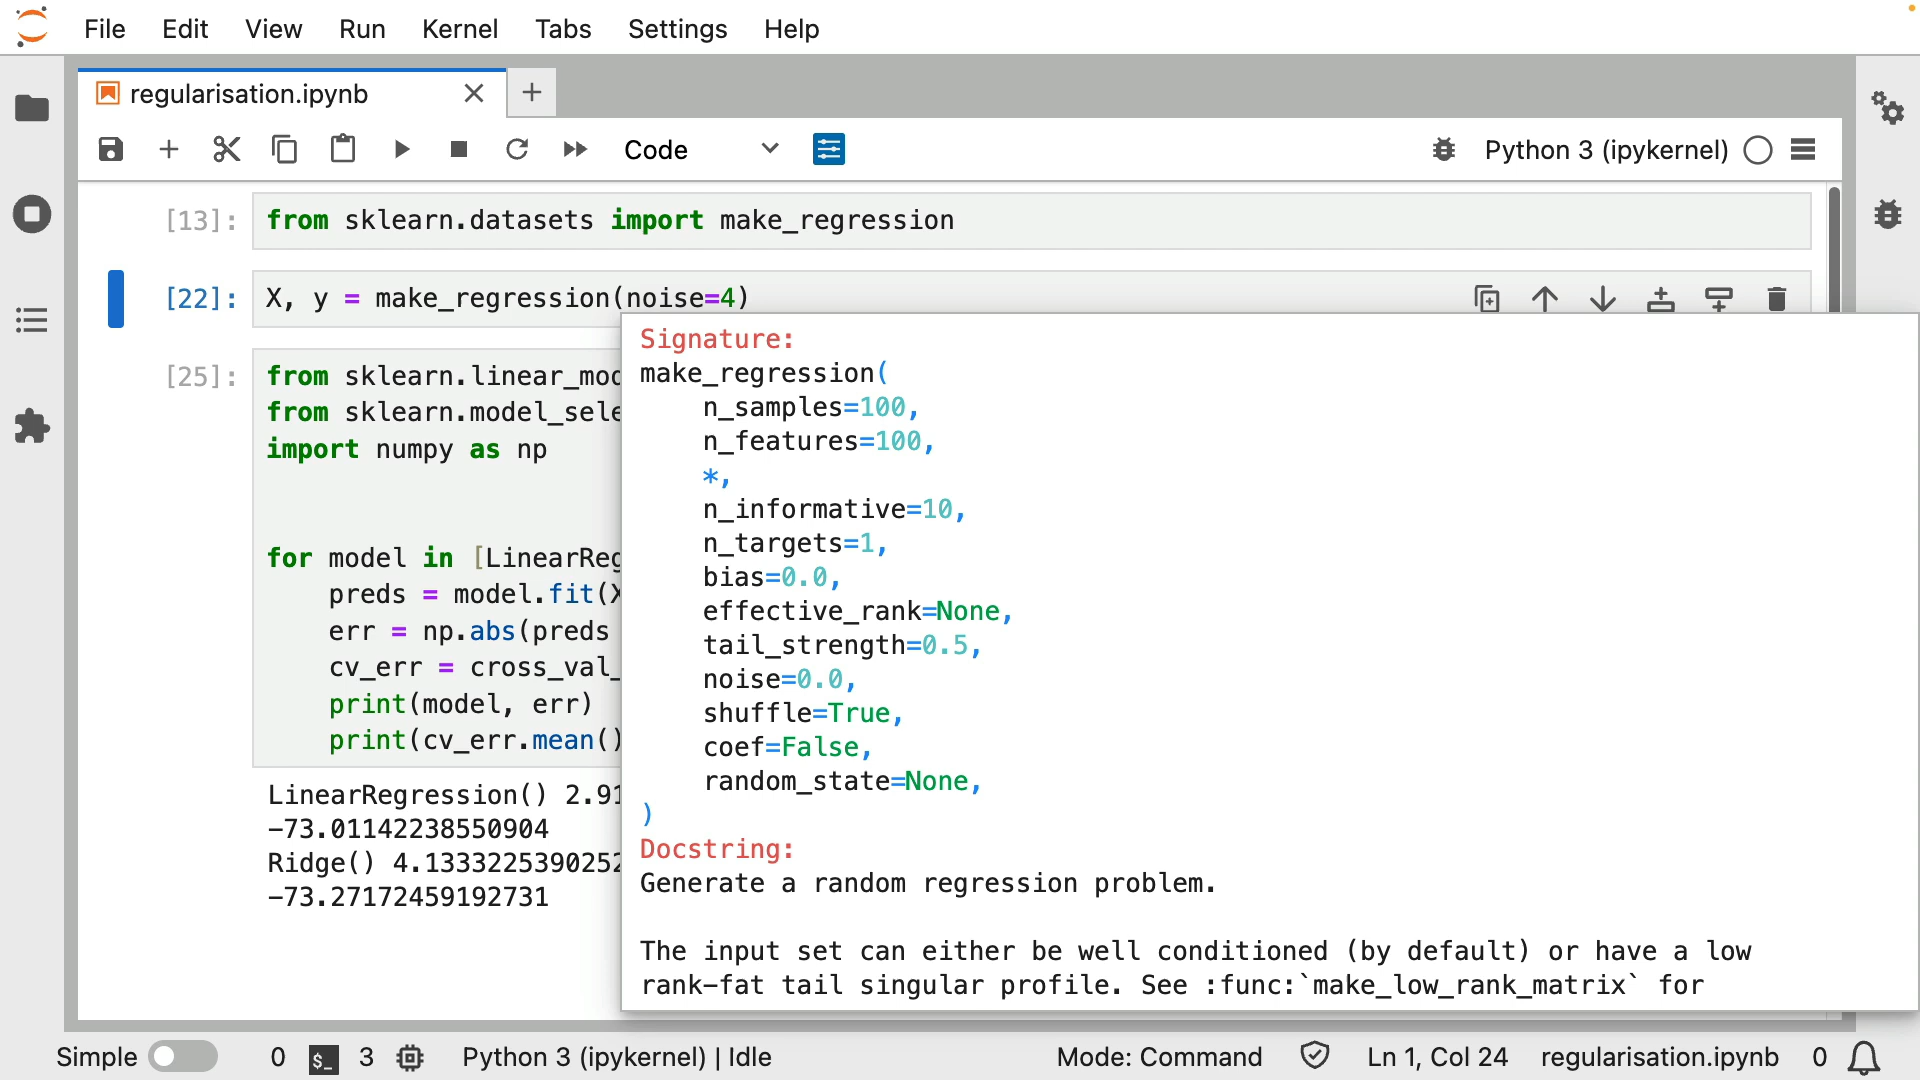 File Edit View Run Kernel Tabs Settings Help
regularisation.ipynb
Code
Python 3 (ipykernel)
[13]: from sklearn.datasets import make_regression
[22]: X, y = make_regression(noise=4)
[25]: from sklearn.linear_mod
from sklearn.model_sele
import numpy as np
for model in [LinearReg
preds = model.fit(X
err = np.abs(preds
cv_err = cross_val_
print(model, err)
print(cv_err.mean()
LinearRegression() 2.91
-73.01142238550904
Ridge() 4.1333225390252
-73.27172459192731
Signature:
make_regression(
n_samples=100,
n_features=100,
*,
n_informative=10,
n_targets=1,
bias=0.0,
effective_rank=None,
tail_strength=0.5,
noise=0.0,
shuffle=True,
coef=False,
random_state=None,
)
Docstring:
Generate a random regression problem.
The input set can either be well conditioned (by default) or have a low
rank-fat tail singular profile. See :func:`make_low_rank_matrix` for
Simple 0 $_ 3 Python 3 (ipykernel) | Idle Mode: Command Ln 1, Col 24 regularisation.ipynb 0